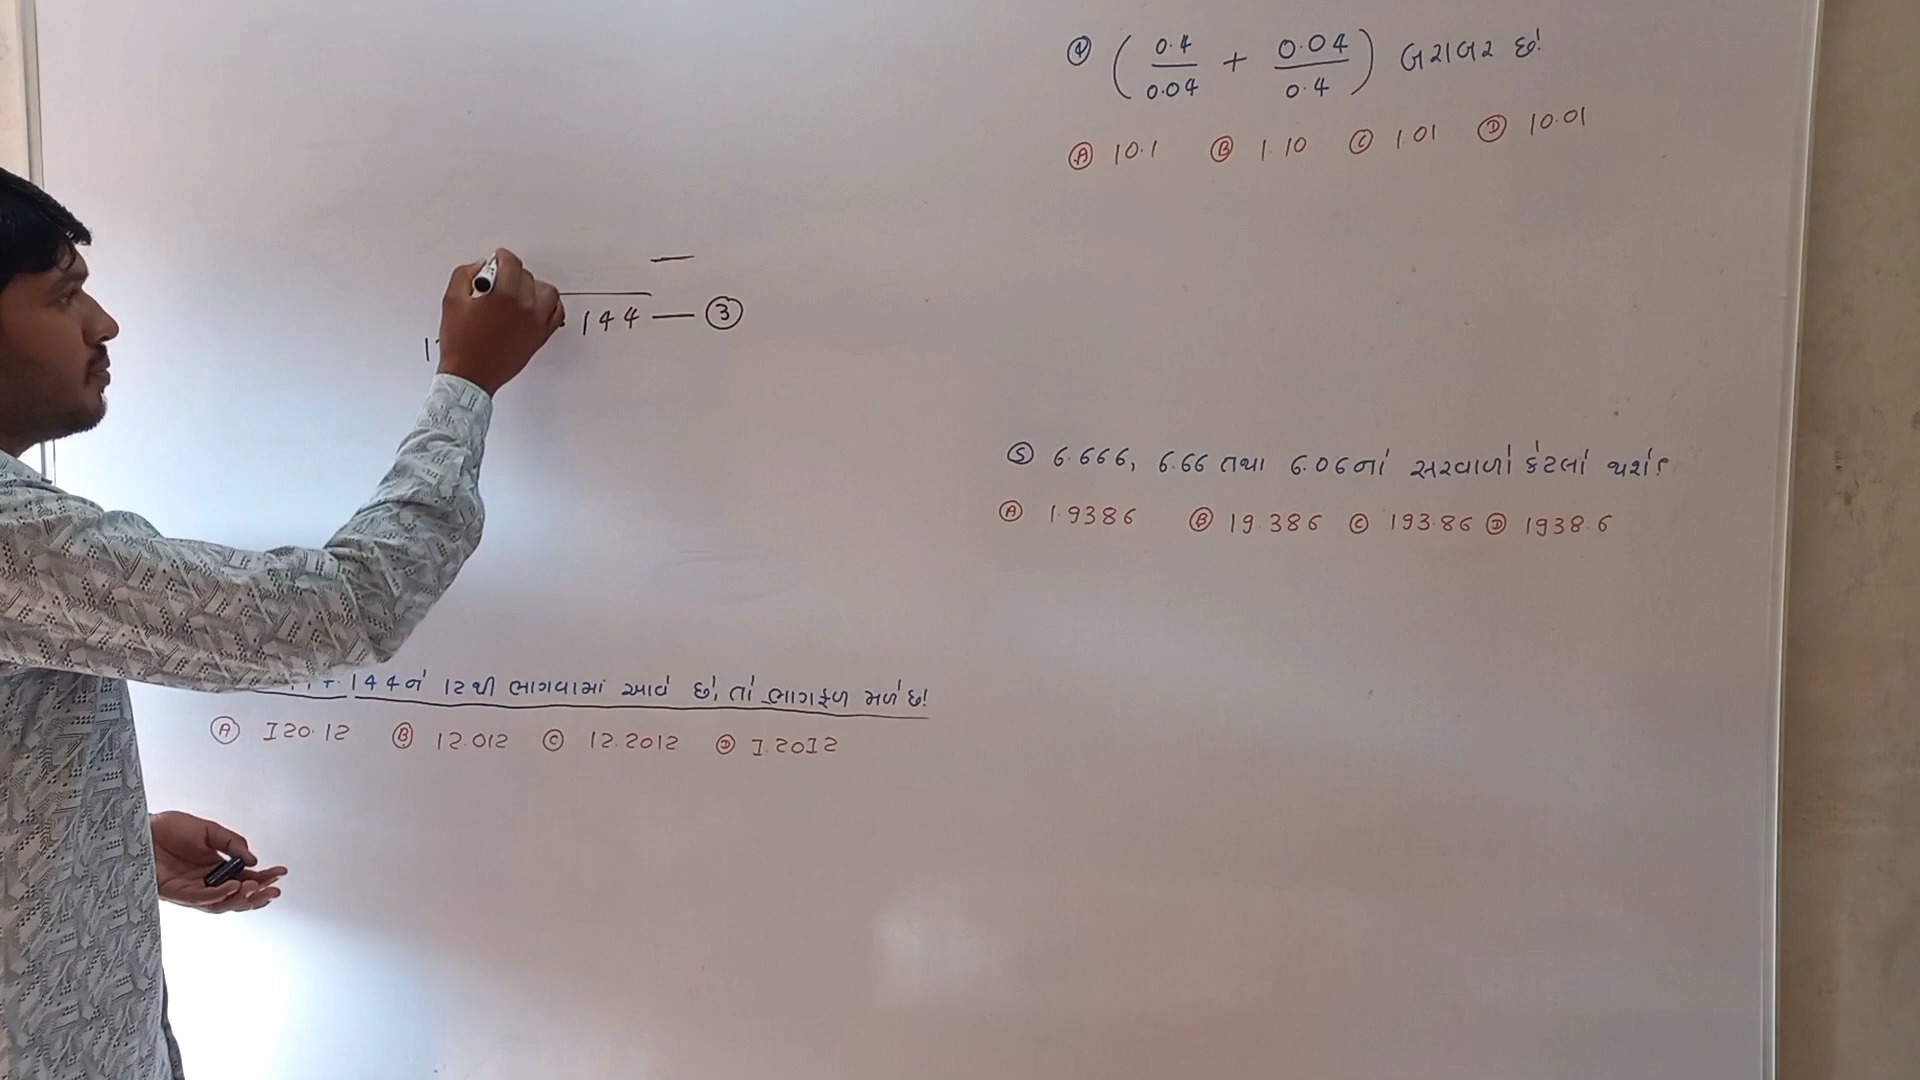 ④ (0.4/0.04 + 0.04/0.4) બરાબર છે!
Ⓐ 10.1 Ⓑ 1.10 Ⓒ 1.01 Ⓓ 10.01
144 — ③
⑤ 6.666, 6.66 તથા 6.06નો સરવાળો કેટલો થશે?
Ⓐ 1.9386 Ⓑ 19.386 Ⓒ 193.86 Ⓓ 1938.6
144ને 12થી ભાગવામાં આવે છે, તો ભાગફળ મળે છે!
Ⓐ 120.12 Ⓑ 12.012 Ⓒ 12.2012 Ⓓ 1.2012